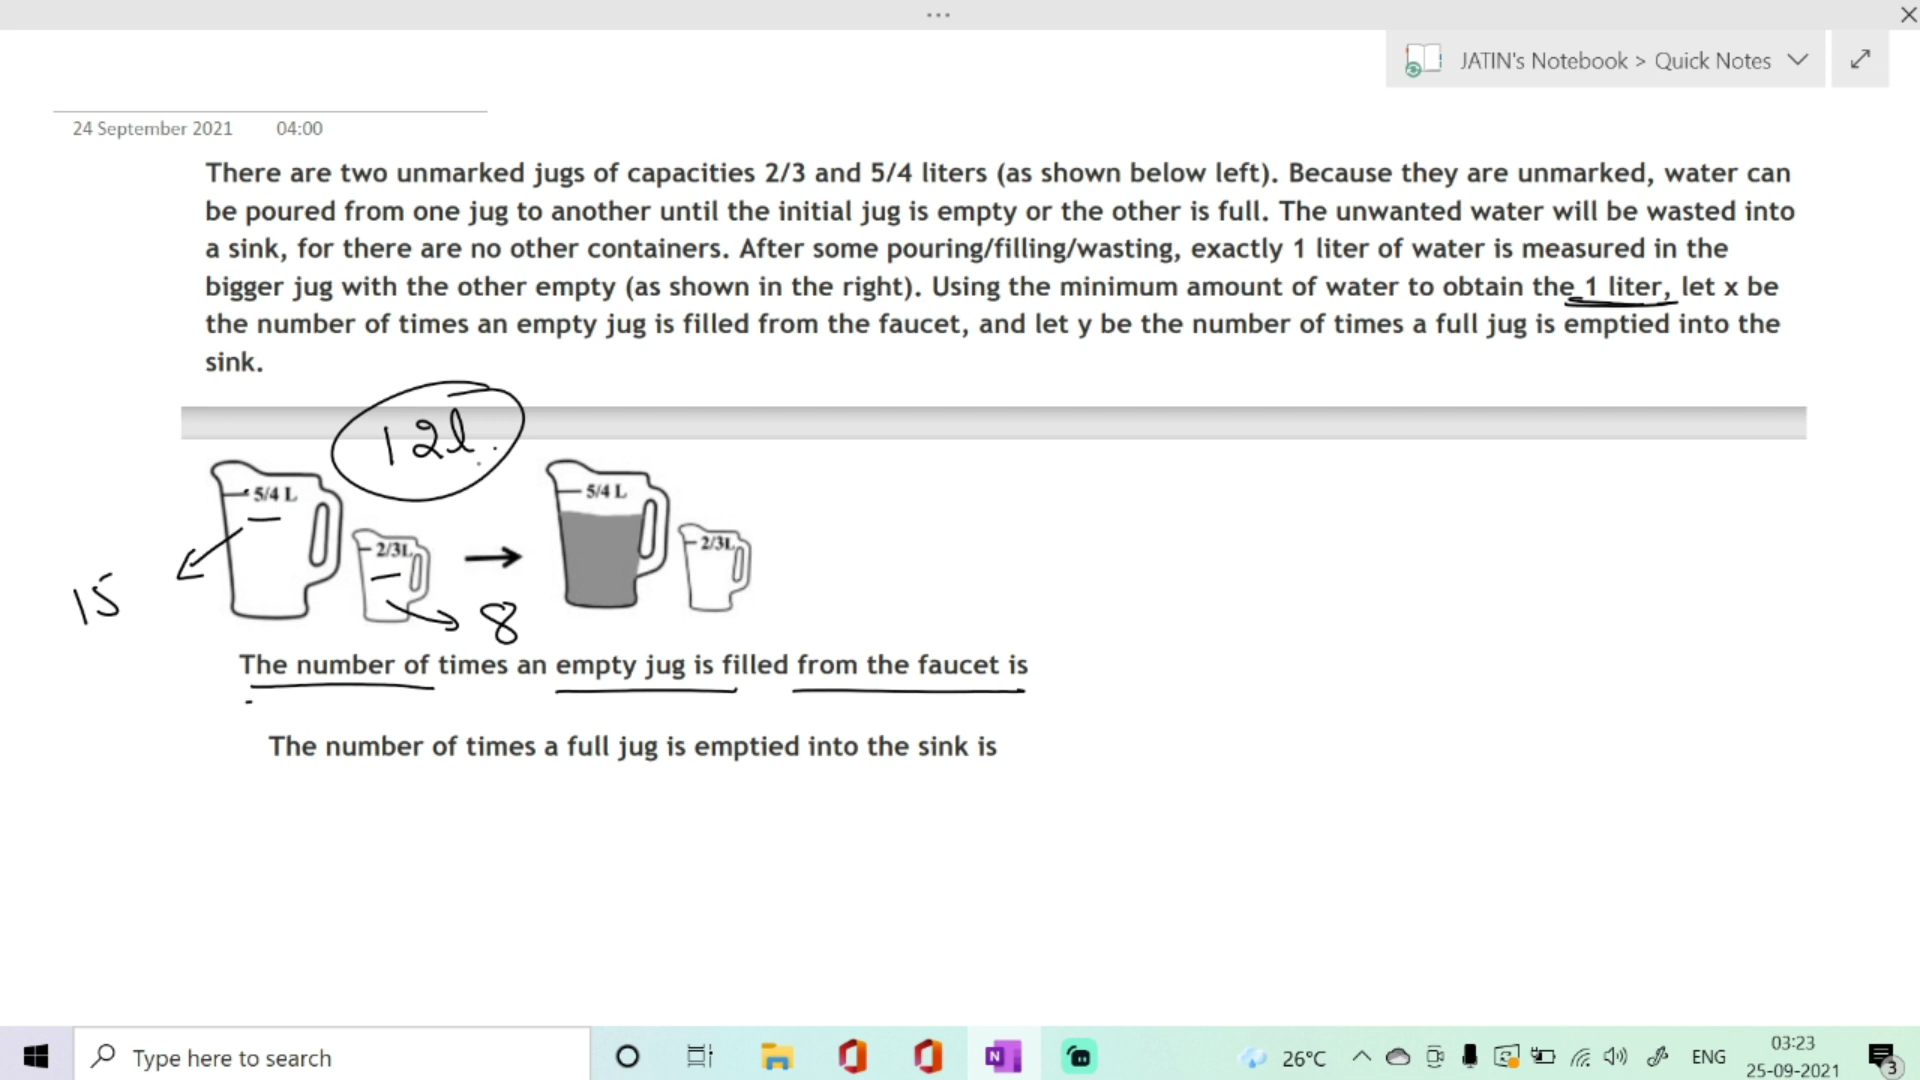 JATIN's Notebook > Quick Notes
24 September 2021 04:00
There are two unmarked jugs of capacities 2/3 and 5/4 liters (as shown below left). Because they are unmarked, water can
be poured from one jug to another until the initial jug is empty or the other is full. The unwanted water will be wasted into
a sink, for there are no other containers. After some pouring/filling/wasting, exactly 1 liter of water is measured in the
bigger jug with the other empty (as shown in the right). Using the minimum amount of water to obtain the 1 liter, let x be
the number of times an empty jug is filled from the faucet, and let y be the number of times a full jug is emptied into the
sink.
12l
5/4 L
2/3L
5/4 L
2/3L
15
8
The number of times an empty jug is filled from the faucet is
The number of times a full jug is emptied into the sink is
Type here to search
N
26°C
ENG
03:23
25-09-2021
3